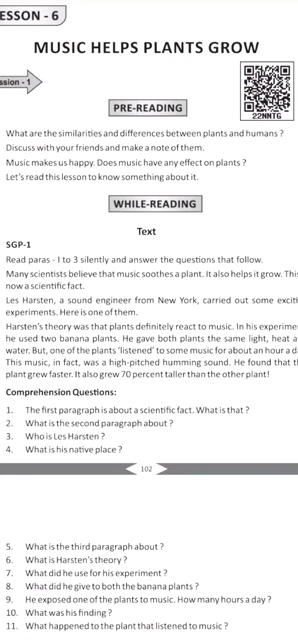 ESSON - 6
MUSIC HELPS PLANTS GROW
ssion - 1
22NNTG
PRE-READING
What are the similarities and differences between plants and humans ?
Discuss with your friends and make a note of them.
Music makes us happy. Does music have any effect on plants ?
Let's read this lesson to know something about it.
WHILE-READING
Text
SGP-1
Read paras - I to 3 silently and answer the questions that follow.
Many scientists believe that music soothes a plant. It also helps it grow. This
now a scientific fact.
Les Harsten, a sound engineer from New York, carried out some exciti
experiments. Here is one of them.
Harsten's theory was that plants definitely react to music. In his experime
he used two banana plants. He gave both plants the same light, heat a
water. But, one of the plants 'listened' to some music for about an hour a d
This music, in fact, was a high-pitched humming sound. He found that t
plant grew faster. It also grew 70 percent taller than the other plant!
Comprehension Questions:
1. The first paragraph is about a scientific fact. What is that ?
2. What is the second paragraph about ?
3. Who is Les Harsten ?
4. What is his native place ?
102
5. What is the third paragraph about ?
6. What is Harsten's theory ?
7. What did he use for his experiment ?
8. What did he give to both the banana plants ?
9. He exposed one of the plants to music. How many hours a day ?
10. What was his finding ?
11. What happened to the plant that listened to music ?